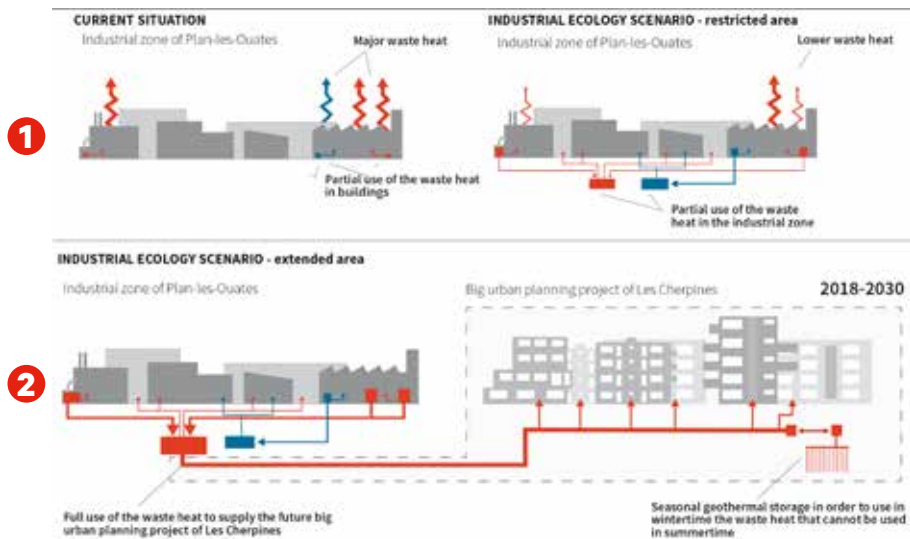 CURRENT SITUATION
Industrial zone of Plan-les-Ouates
Major waste heat
Partial use of the waste heat
in buildings
INDUSTRIAL ECOLOGY SCENARIO - restricted area
Industrial zone of Plan-les-Ouates
Lower waste heat
Partial use of the waste
heat in the industrial zone
1
INDUSTRIAL ECOLOGY SCENARIO - extended area
Industrial zone of Plan-les-Ouates
Big urban planning project of Les Cherpines
2018-2030
2
Full use of the waste heat to supply the future big
urban planning project of Les Cherpines
Seasonal geothermal storage in order to use in
wintertime the waste heat that cannot be used
in summertime